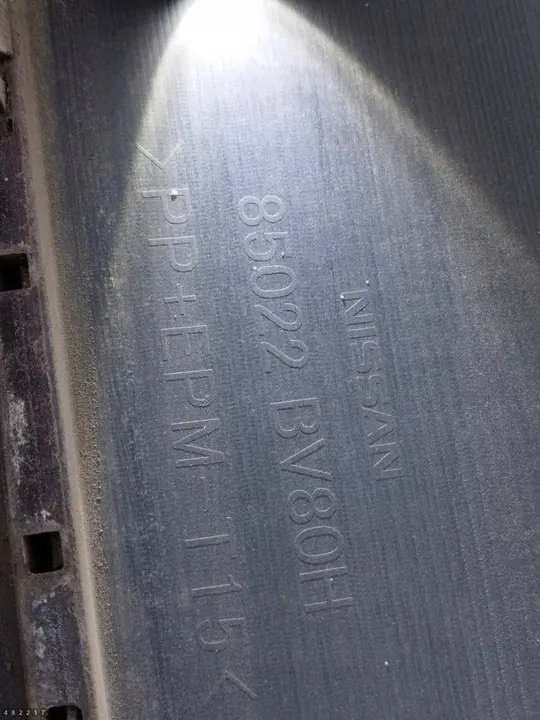 NISSAN
85022 BV80H
>PP+EPM-T15<
482217